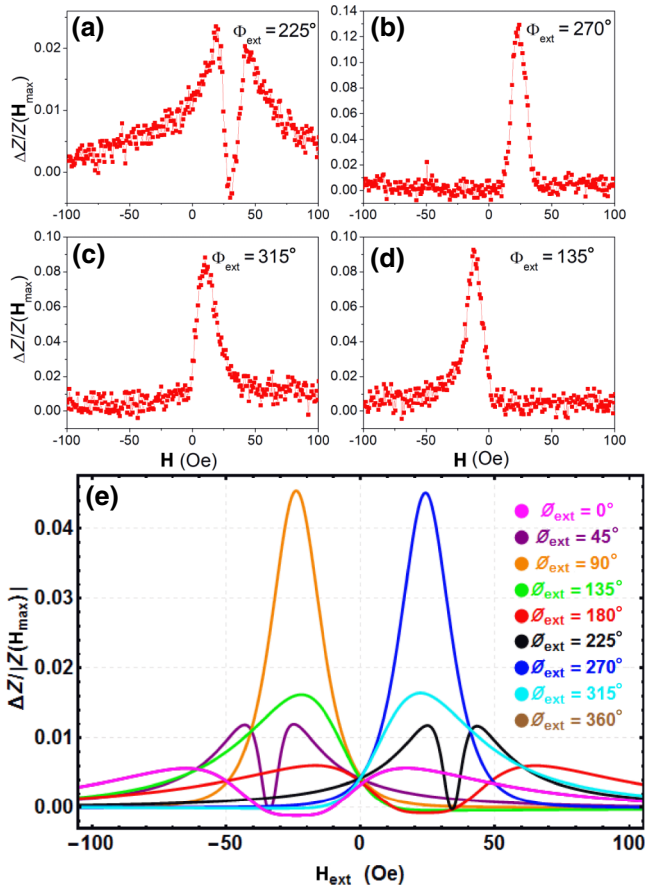 (a)
Φext = 225°
0.02
0.01
0.00
ΔZ/Z(Hmax)
-100 -50 0 50 100
(b)
Φext = 270°
0.14
0.12
0.10
0.08
0.06
0.04
0.02
0.00
-100 -50 0 50 100
(c)
Φext = 315°
0.10
0.08
0.06
0.04
0.02
0.00
ΔZ/Z(Hmax)
-100 -50 0 50 100
H (Oe)
(d)
Φext = 135°
0.10
0.08
0.06
0.04
0.02
0.00
-100 -50 0 50 100
H (Oe)
(e)
0.04
0.03
0.02
0.01
0.00
ΔZ/|Z(Hmax)|
Øext = 0°
Øext = 45°
Øext = 90°
Øext = 135°
Øext = 180°
Øext = 225°
Øext = 270°
Øext = 315°
Øext = 360°
−100 −50 0 50 100
Hext (Oe)